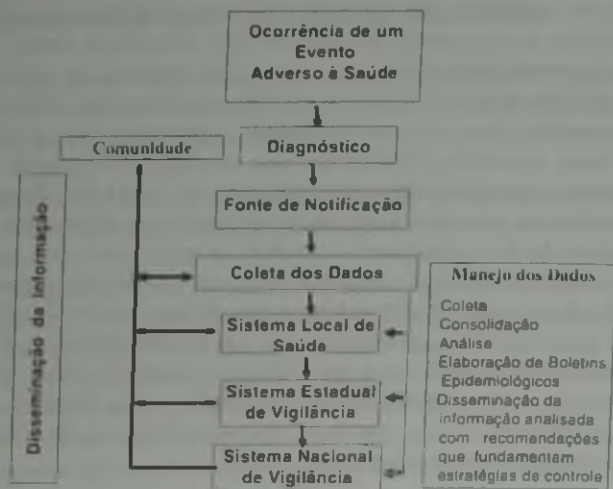 Ocorrência de um
Evento
Adverso à Saúde
Comunidade
Diagnóstico
Fonte de Notificação
Coleta dos Dados
Sistema Local de
Saúde
Sistema Estadual
de Vigilância
Sistema Nacional
de Vigilância
Disseminação da Informação
Manejo dos Dados
Coleta
Consolidação
Análise
Elaboração de Boletins
Epidemiológicos
Disseminação da
informação analisada
com recomendações
que fundamentam
estratégias de controle